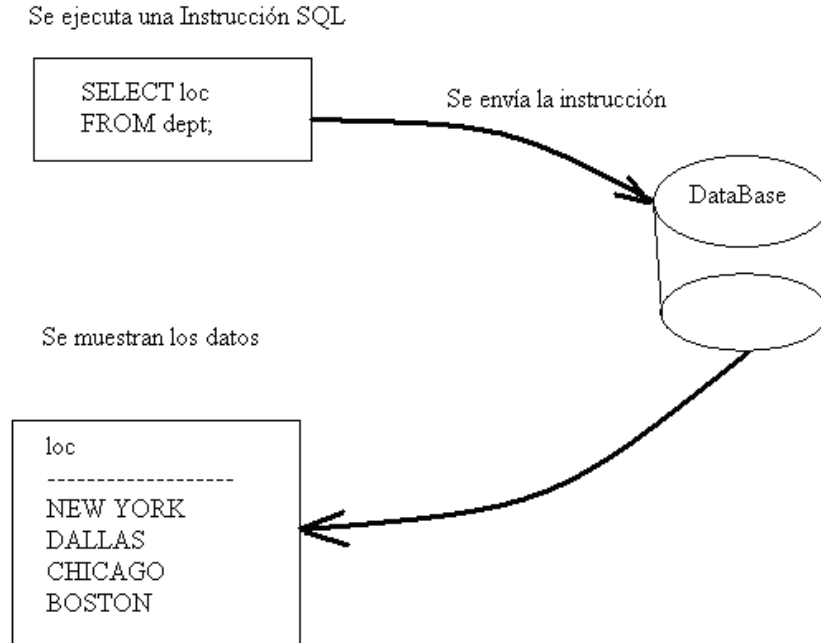 Se ejecuta una Instrucción SQL
SELECT loc
FROM dept;
Se envía la instrucción
DataBase
Se muestran los datos
loc
-------------------
NEW YORK
DALLAS
CHICAGO
BOSTON